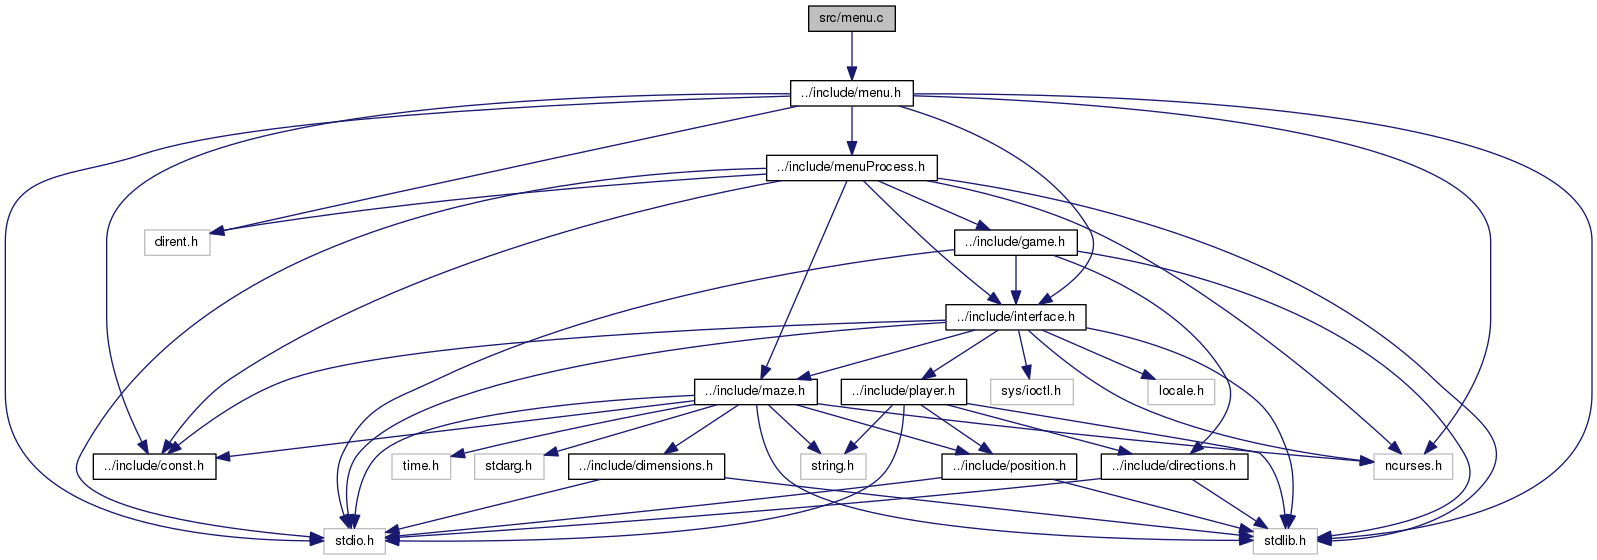 src/menu.c
../include/menu.h
../include/menuProcess.h
dirent.h
../include/game.h
../include/interface.h
../include/maze.h
../include/player.h
sys/ioctl.h
locale.h
../include/const.h
time.h
stdarg.h
../include/dimensions.h
string.h
../include/position.h
../include/directions.h
ncurses.h
stdio.h
stdlib.h